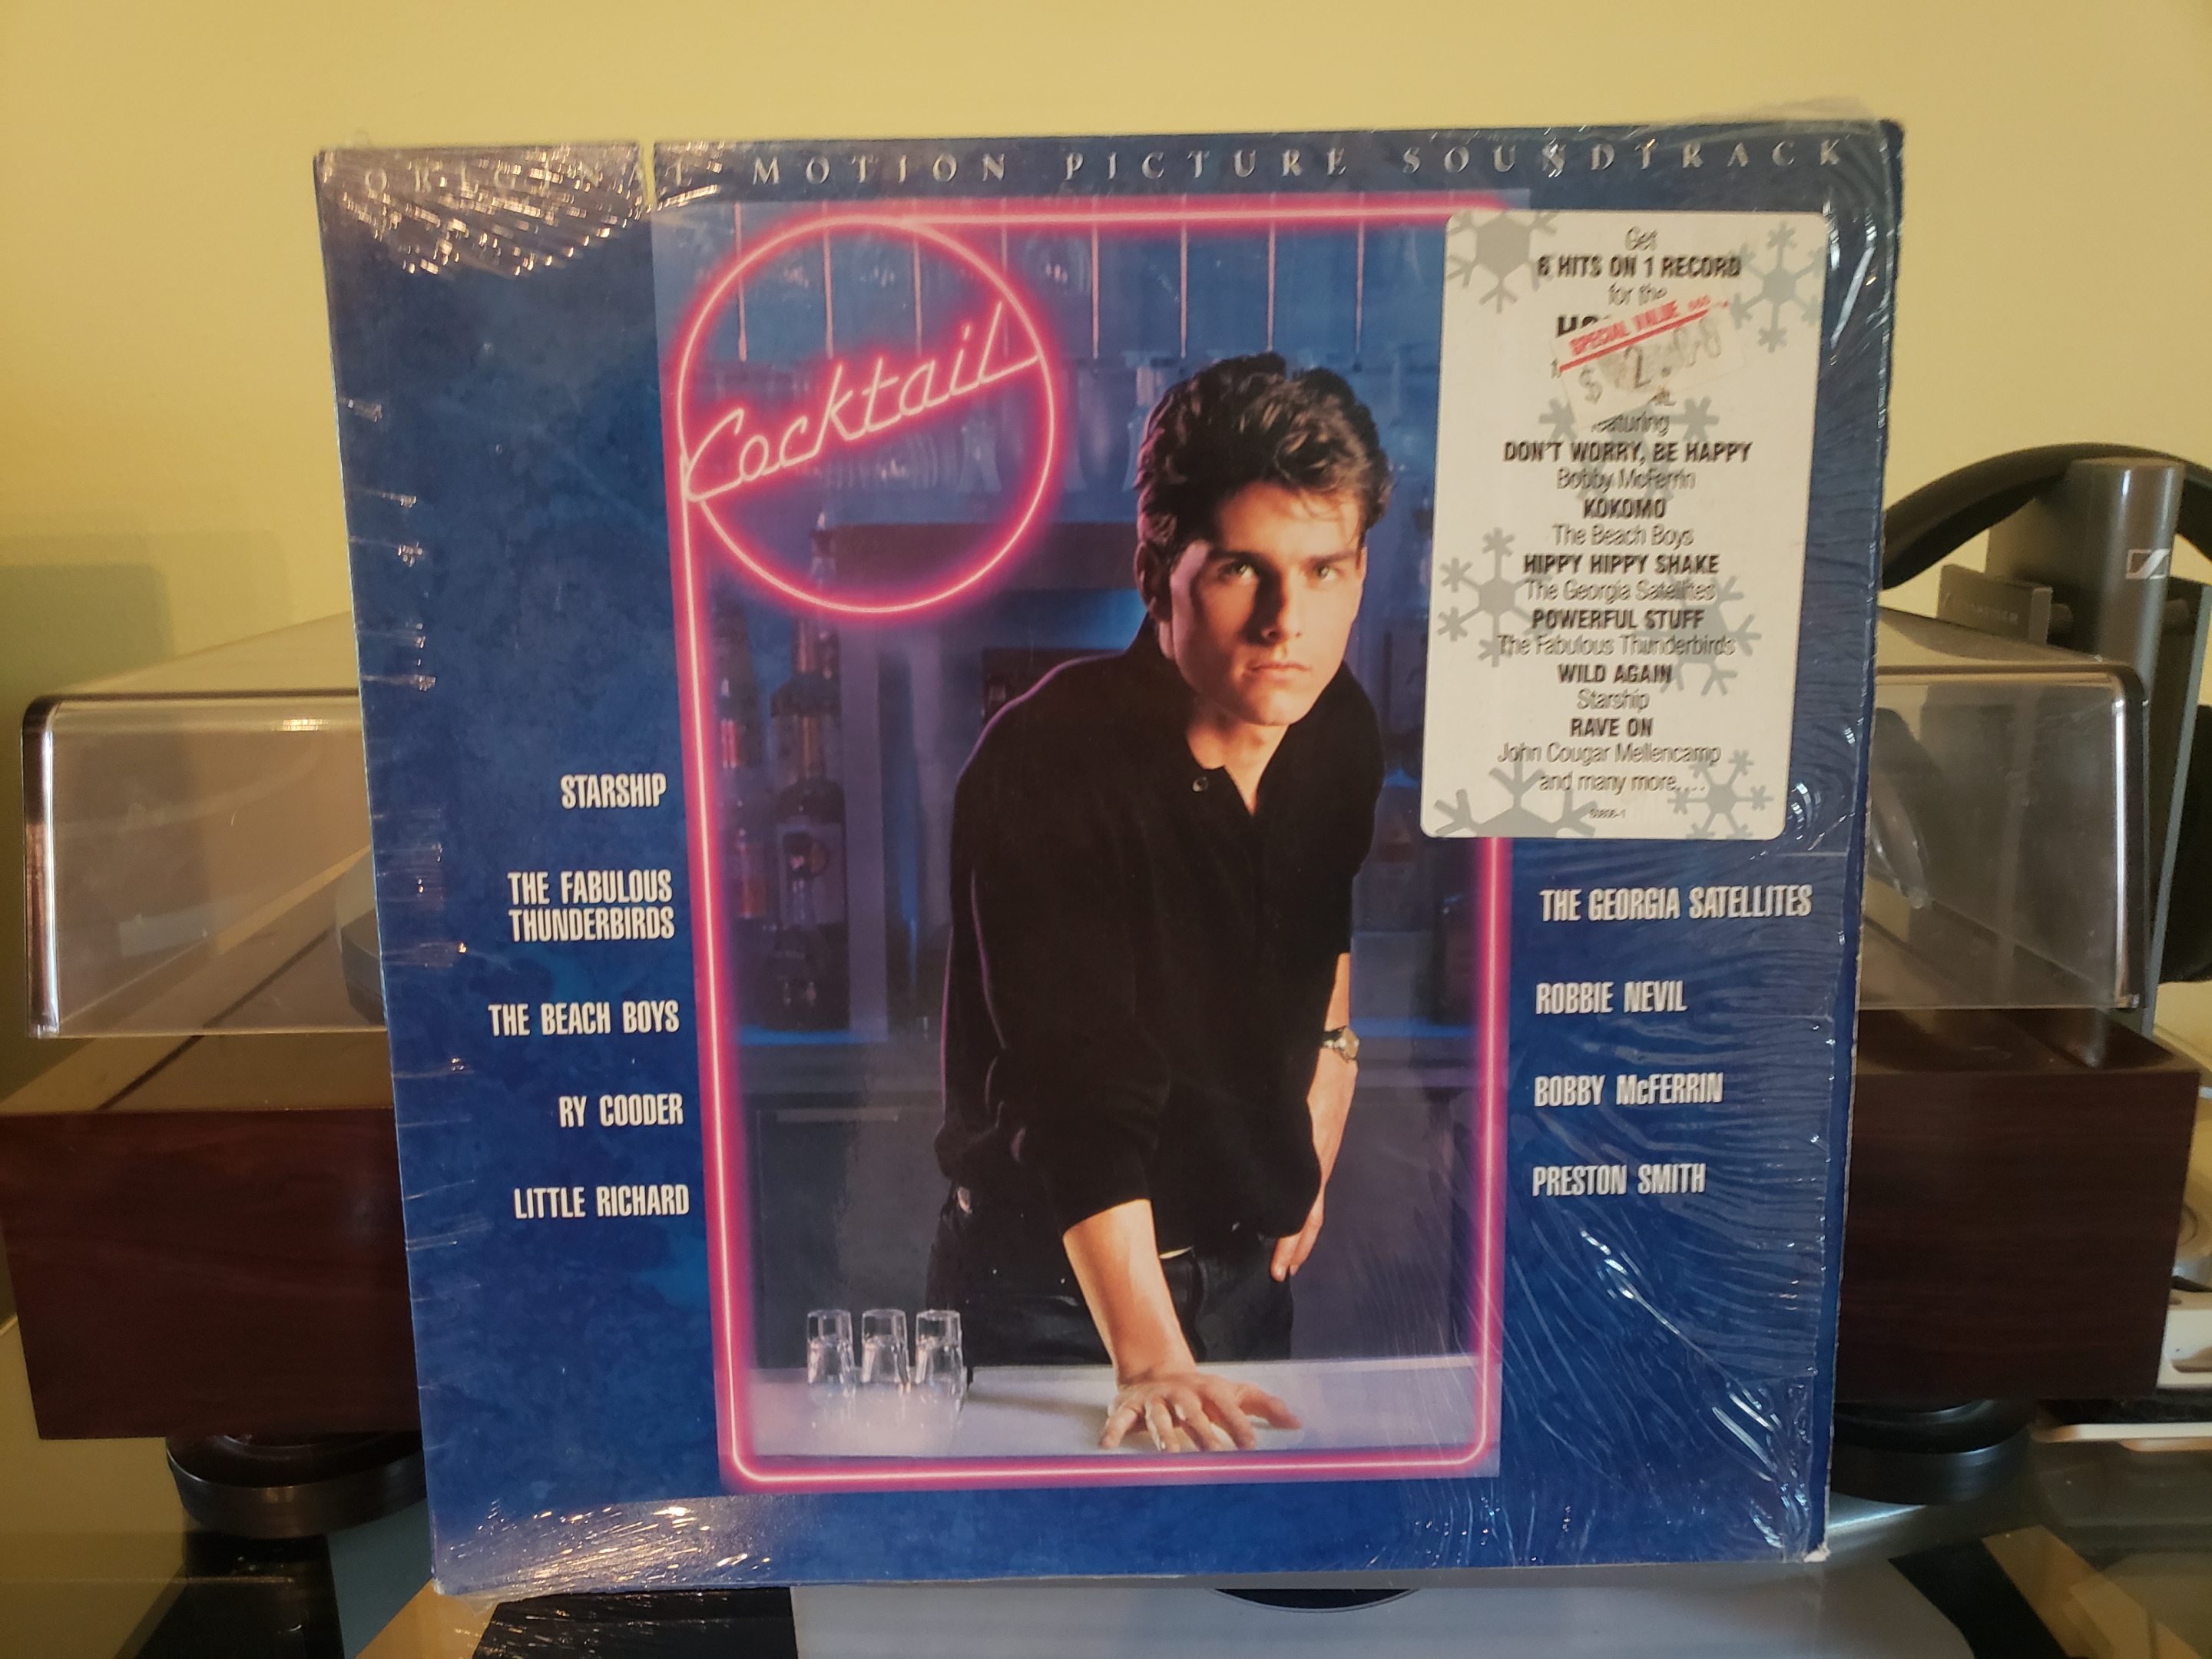 ORIGINAL MOTION PICTURE SOUNDTRACK
Cocktail
STARSHIP
THE FABULOUS
THUNDERBIRDS
THE BEACH BOYS
RY COODER
LITTLE RICHARD
Get
6 HITS ON 1 RECORD
for the
SPECIAL VALUE
$ 2.
DON'T WORRY, BE HAPPY
Bobby McFerrin
KOKOMO
The Beach Boys
HIPPY HIPPY SHAKE
The Georgia Satellites
POWERFUL STUFF
The Fabulous Thunderbirds
WILD AGAIN
Starship
RAVE ON
John Cougar Mellencamp
and many more....
THE GEORGIA SATELLITES
ROBBIE NEVIL
BOBBY McFERRIN
PRESTON SMITH